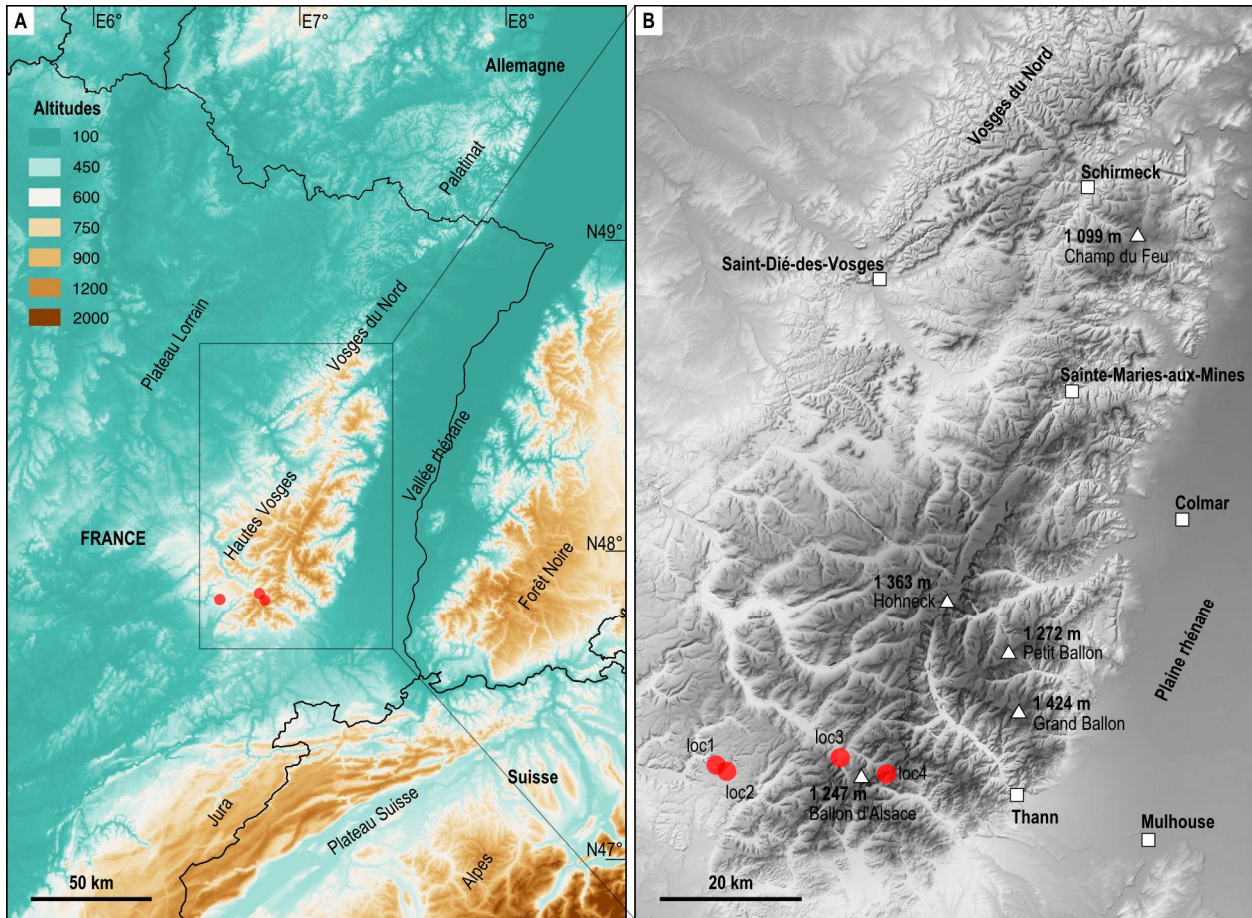 A
E6°
E7°
E8°
Allemagne
Altitudes
100
450
600
750
900
1200
2000
Palatinat
N49°
Plateau Lorrain
Vosges du Nord
Vallée rhénane
Hautes Vosges
FRANCE
N48°
Forêt Noire
Suisse
Jura
Plateau Suisse
N47°
Alpes
50 km
B
Vosges du Nord
Schirmeck
1 099 m
Champ du Feu
Saint-Dié-des-Vosges
Sainte-Maries-aux-Mines
Colmar
1 363 m
Hohneck
1 272 m
Petit Ballon
Plaine rhénane
1 424 m
Grand Ballon
loc1
loc2
loc3
loc4
1 247 m
Ballon d'Alsace
Thann
Mulhouse
20 km